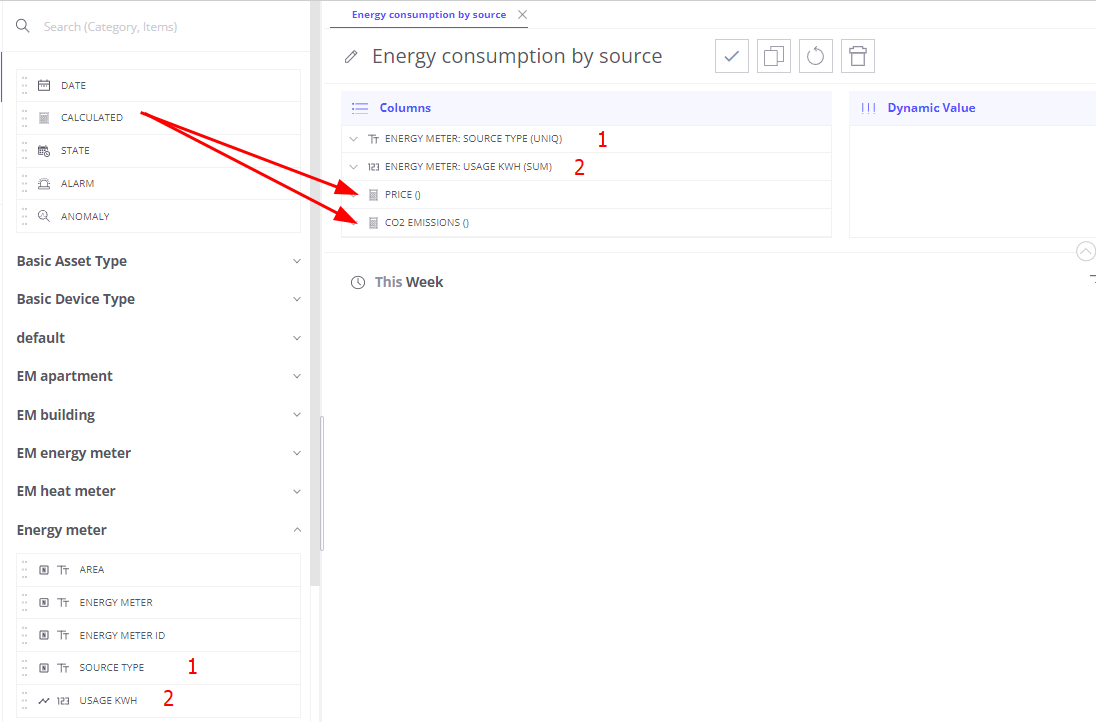 Search (Category, Items)
DATE
CALCULATED
STATE
ALARM
ANOMALY
Basic Asset Type
Basic Device Type
default
EM apartment
EM building
EM energy meter
EM heat meter
Energy meter
AREA
ENERGY METER
ENERGY METER ID
SOURCE TYPE 1
123 USAGE KWH 2
Energy consumption by source
Energy consumption by source
Columns
ENERGY METER: SOURCE TYPE (UNIQ) 1
123 ENERGY METER: USAGE KWH (SUM) 2
PRICE ()
CO2 EMISSIONS ()
Dynamic Value
This Week